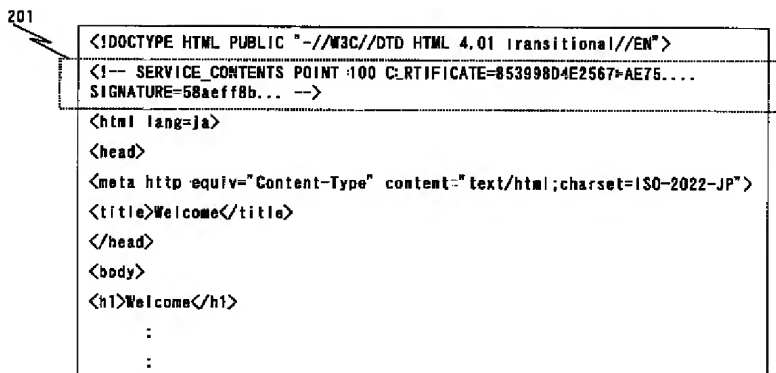 201
<!DOCTYPE HTML PUBLIC "-//W3C//DTD HTML 4.01 Transitional//EN">
<!-- SERVICE_CONTENTS POINT=100 CERTIFICATE=853998D4E2567FAE75....
SIGNATURE=58aeff8b... -->
<html lang=ja>
<head>
<meta http-equiv="Content-Type" content="text/html;charset=ISO-2022-JP">
<title>Welcome</title>
</head>
<body>
<h1>Welcome</h1>
:
: